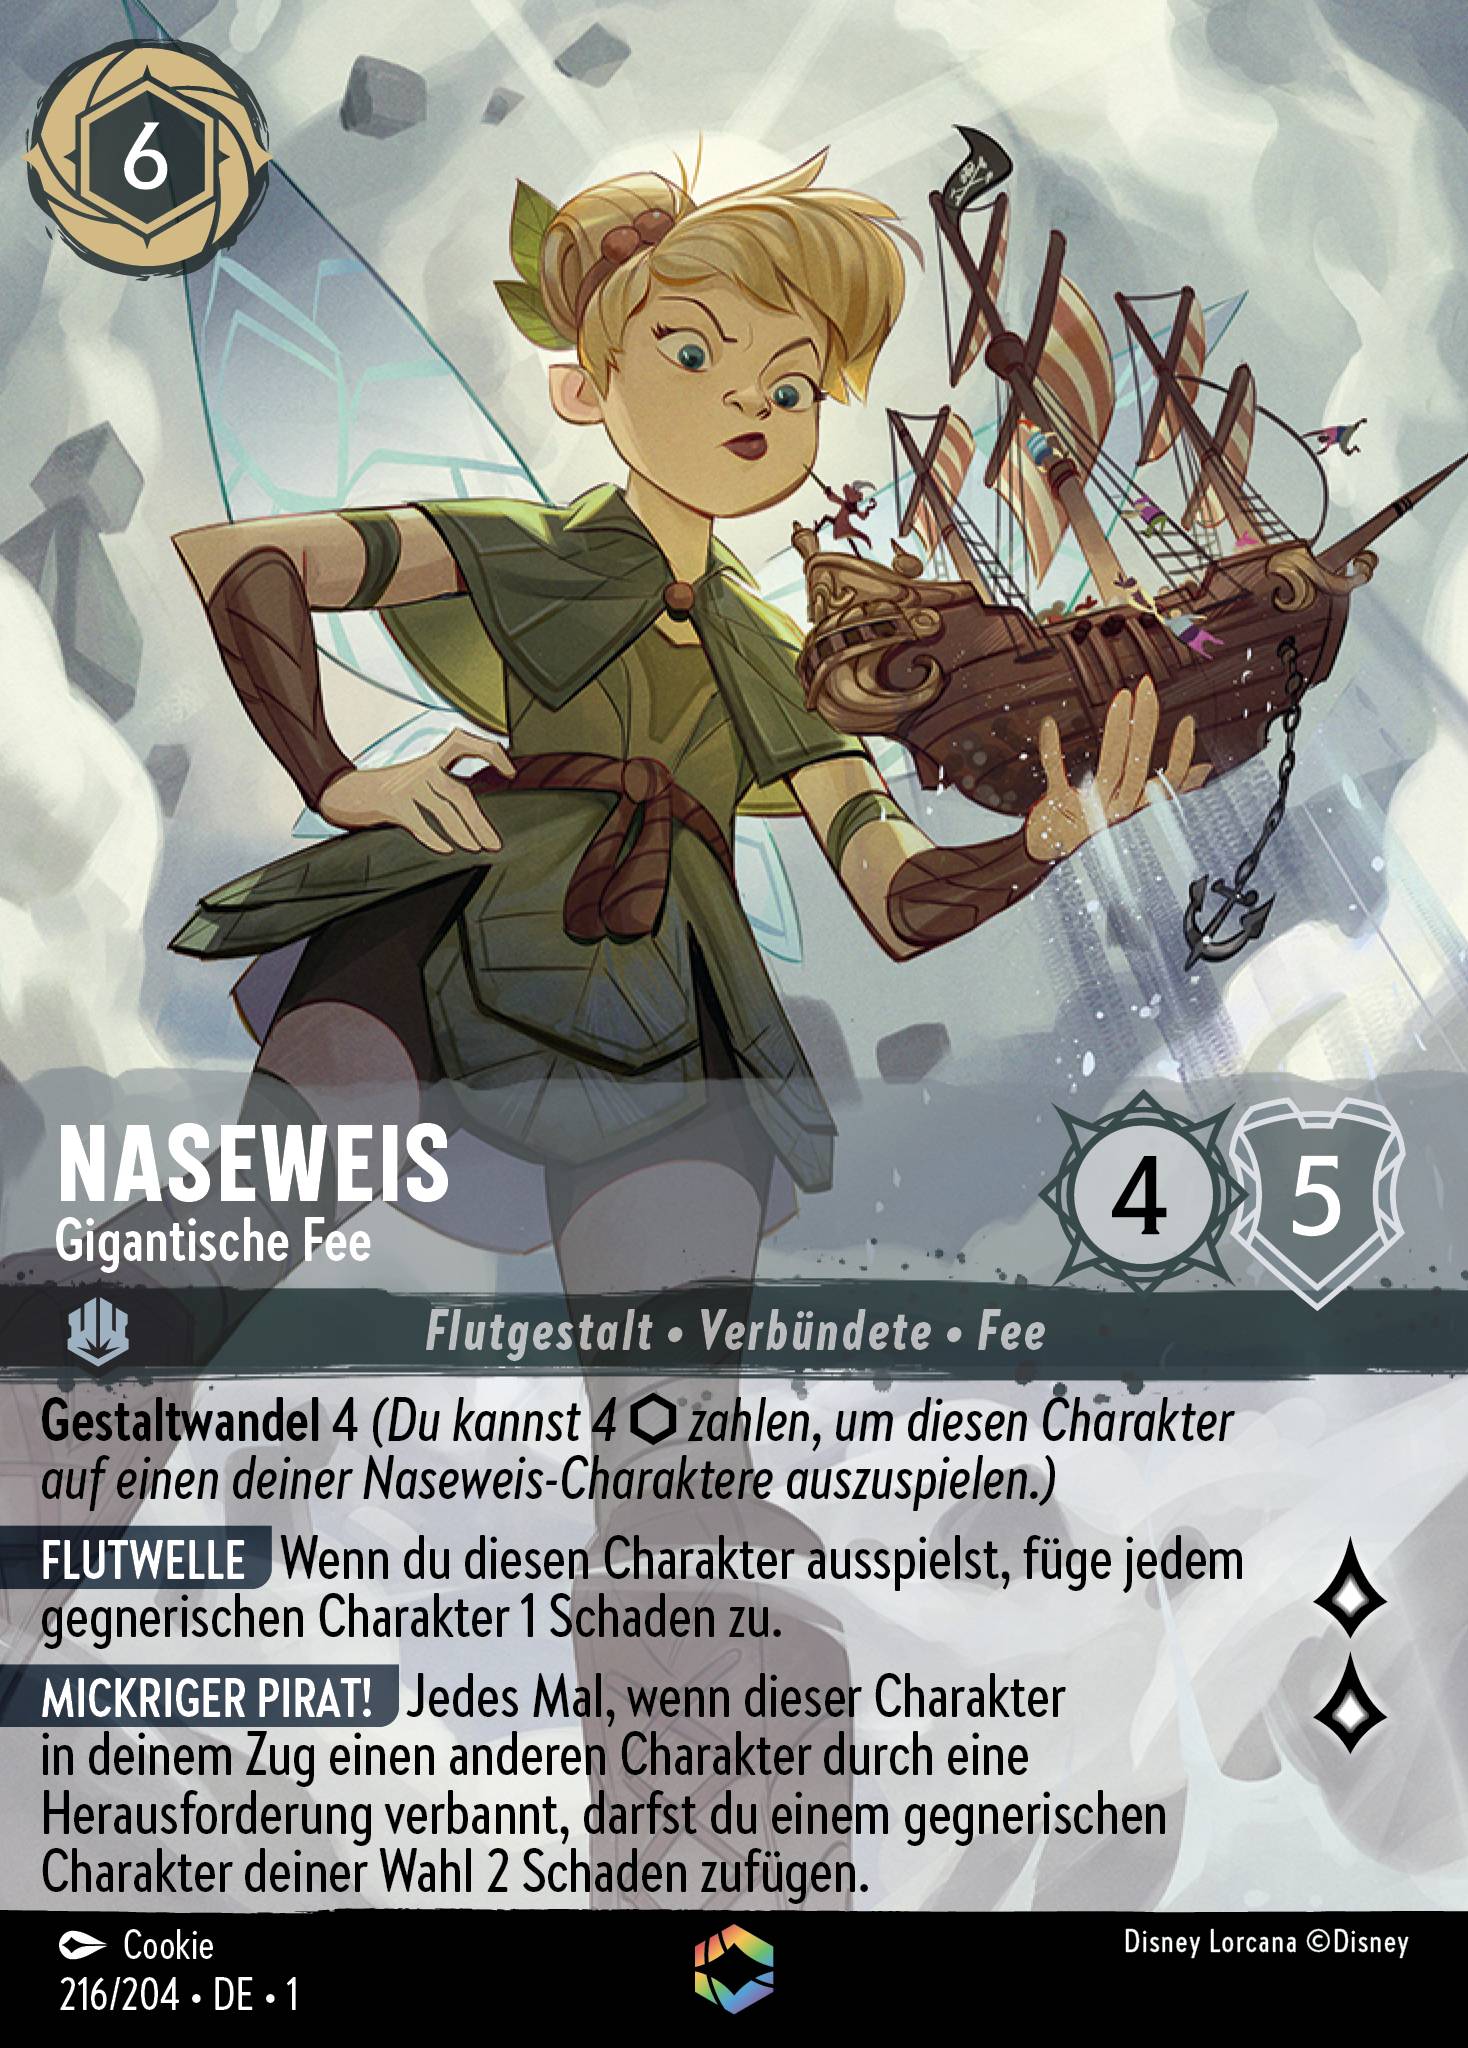 6
NASEWEIS
Gigantische Fee
4
5
Flutgestalt • Verbündete • Fee
Gestaltwandel 4 (Du kannst 4 ⬡ zahlen, um diesen Charakter
auf einen deiner Naseweis-Charaktere auszuspielen.)
FLUTWELLE Wenn du diesen Charakter ausspielst, füge jedem
gegnerischen Charakter 1 Schaden zu.
MICKRIGER PIRAT! Jedes Mal, wenn dieser Charakter
in deinem Zug einen anderen Charakter durch eine
Herausforderung verbannt, darfst du einem gegnerischen
Charakter deiner Wahl 2 Schaden zufügen.
Cookie
Disney Lorcana ©Disney
216/204 • DE • 1